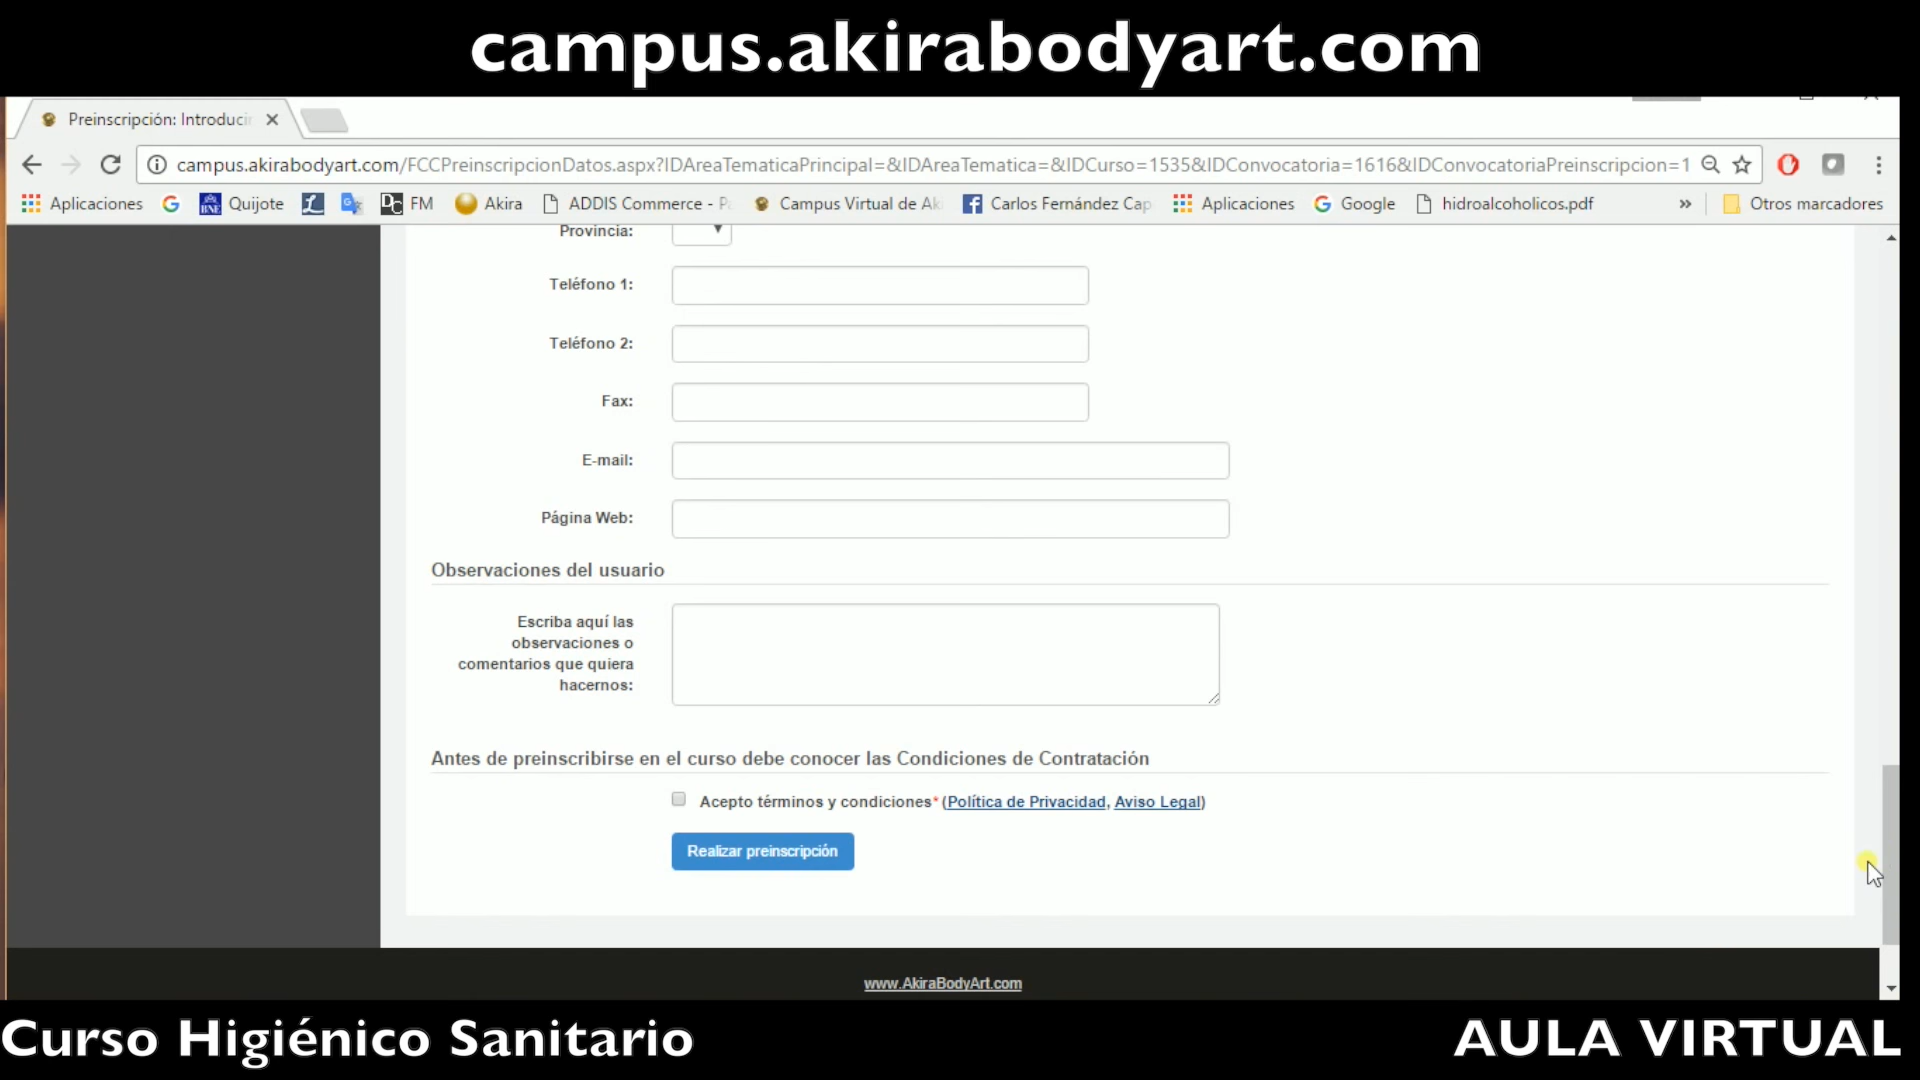 campus.akirabodyart.com
Preinscripción: Introducir
campus.akirabodyart.com/FCCPreinscripcionDatos.aspx?IDAreaTematicaPrincipal=&IDAreaTematica=&IDCurso=1535&IDConvocatoria=1616&IDConvocatoriaPreinscripcion=1
Aplicaciones Quijote FM Akira ADDIS Commerce - P Campus Virtual de Ak Carlos Fernández Cap Aplicaciones Google hidroalcoholicos.pdf » Otros marcadores
Provincia:
Teléfono 1:
Teléfono 2:
Fax:
E-mail:
Página Web:
Observaciones del usuario
Escriba aquí las
observaciones o
comentarios que quiera
hacernos:
Antes de preinscribirse en el curso debe conocer las Condiciones de Contratación
Acepto términos y condiciones* (Política de Privacidad, Aviso Legal)
Realizar preinscripción
www.AkiraBodyArt.com
Curso Higiénico Sanitario
AULA VIRTUAL